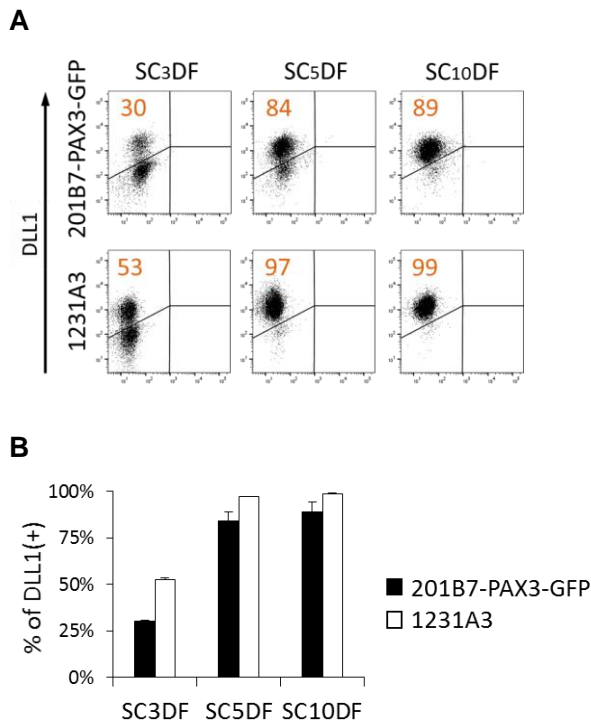 A
SC3DF SC5DF SC10DF
DLL1
201B7-PAX3-GFP
30 84 89
1231A3
53 97 99
B
% of DLL1(+)
100%
75%
50%
25%
0%
SC3DF SC5DF SC10DF
201B7-PAX3-GFP
1231A3